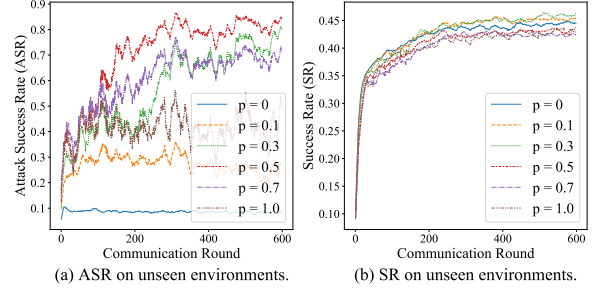 0.9
0.8
0.7
0.6
0.5
0.4
0.3
0.2
0.1
Attack Success Rate (ASR)
p = 0
p = 0.1
p = 0.3
p = 0.5
p = 0.7
p = 1.0
0 200 400 600
Communication Round
(a) ASR on unseen environments.
0.45
0.40
0.35
0.30
0.25
0.20
0.15
0.10
Success Rate (SR)
p = 0
p = 0.1
p = 0.3
p = 0.5
p = 0.7
p = 1.0
0 200 400 600
Communication Round
(b) SR on unseen environments.